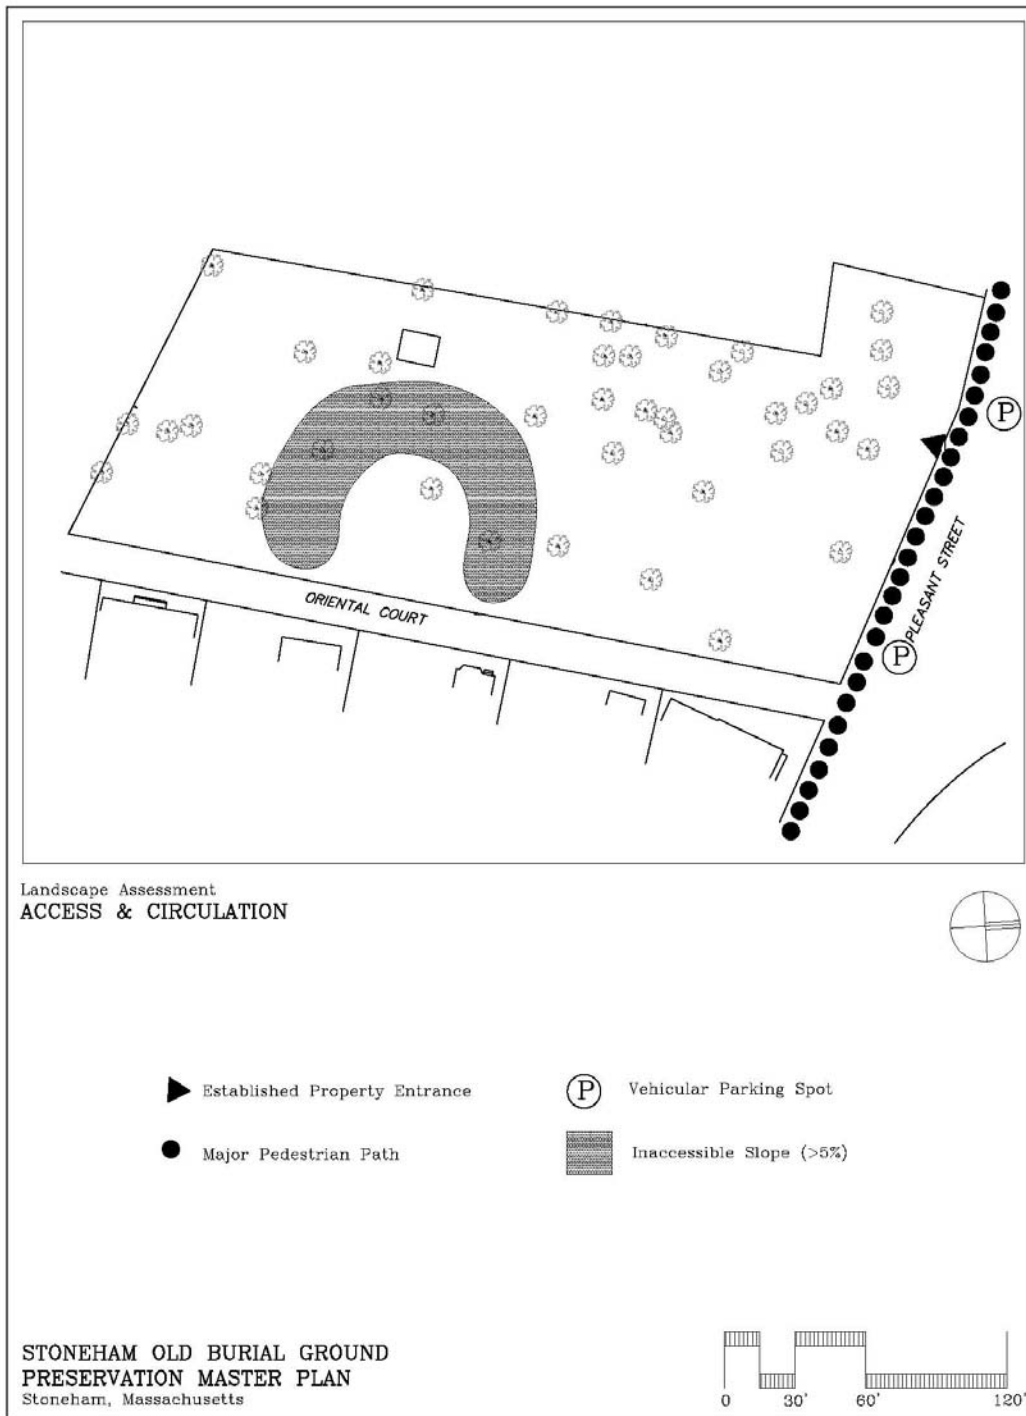 P
PLEASANT STREET
P
ORIENTAL COURT
Landscape Assessment
ACCESS & CIRCULATION
Established Property Entrance
P Vehicular Parking Spot
Major Pedestrian Path
Inaccessible Slope (>5%)
STONEHAM OLD BURIAL GROUND
PRESERVATION MASTER PLAN
Stoneham, Massachusetts
0 30' 60' 120'